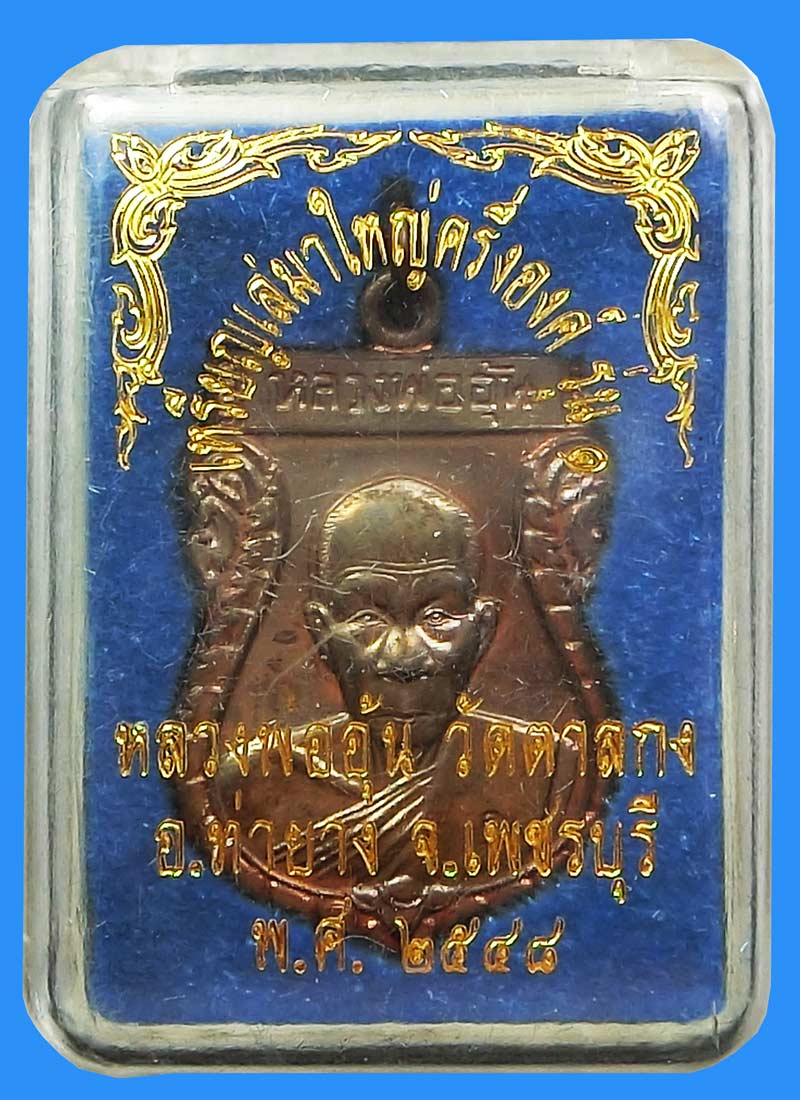 เหรียญเสมาใหญ่ครึ่งองค์ รุ่น ๑
หลวงพ่ออุ้น
หลวงพ่ออุ้น วัดตาลกง
อ.ท่ายาง จ.เพชรบุรี
พ.ศ. ๒๕๔๘